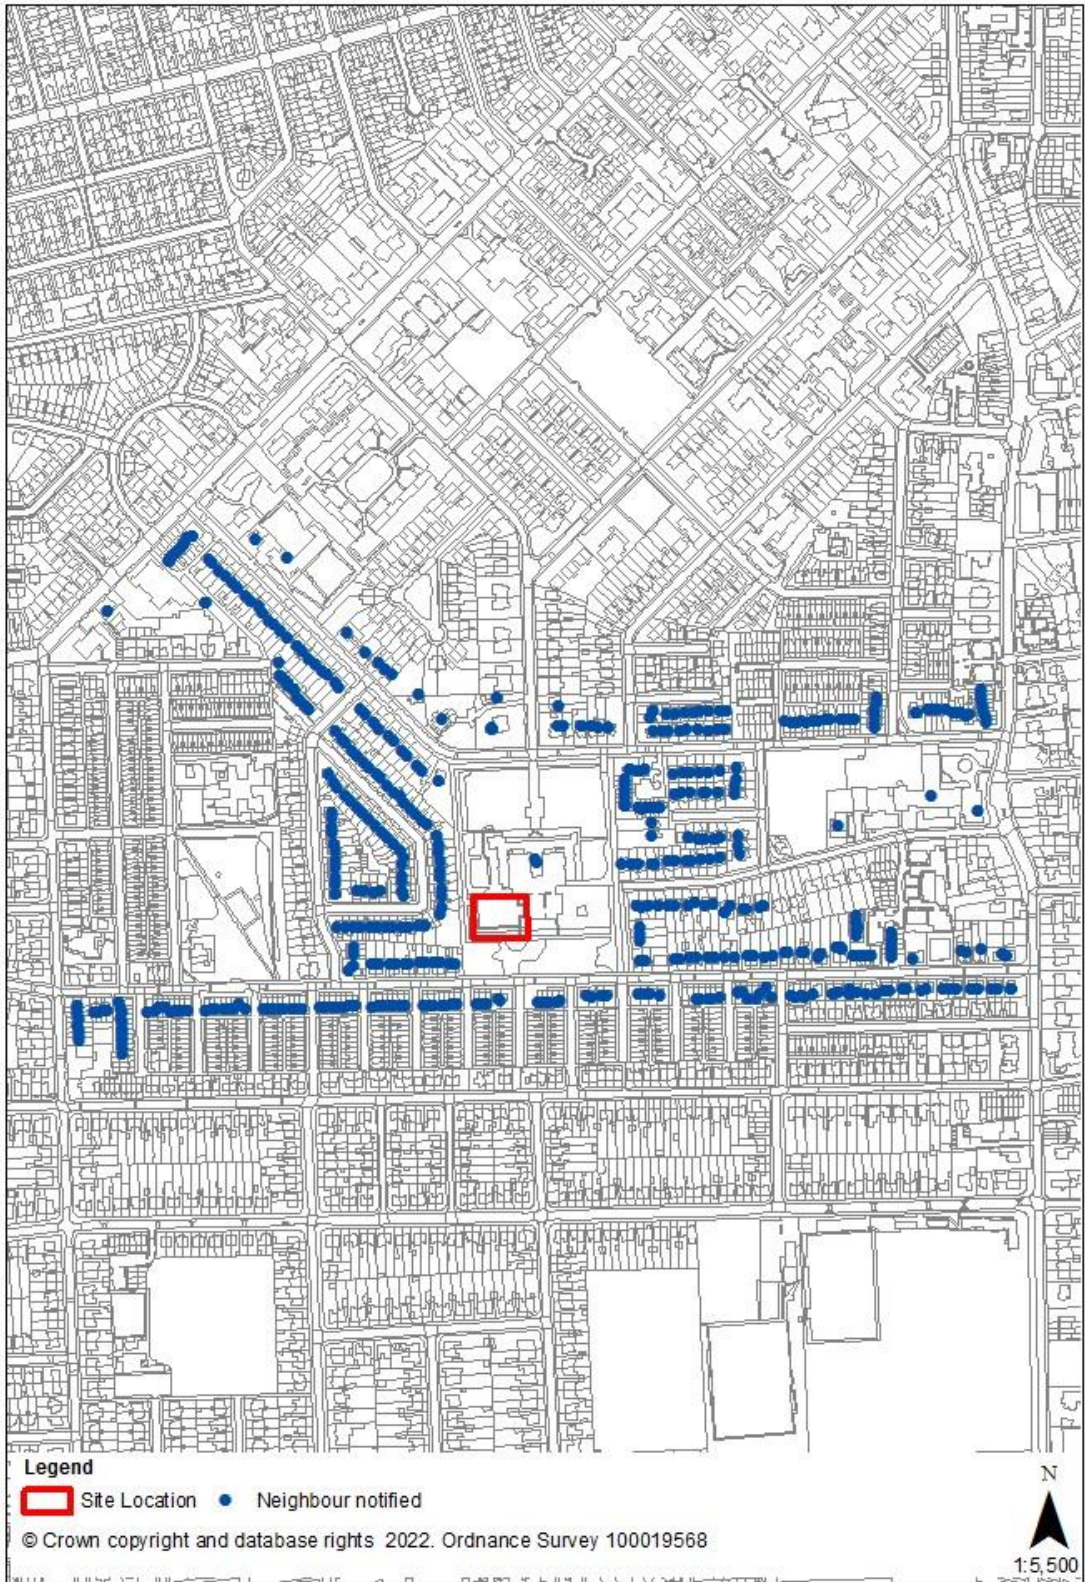 Legend
Site Location
Neighbour notified
N
© Crown copyright and database rights 2022. Ordnance Survey 100019568
1:5,500